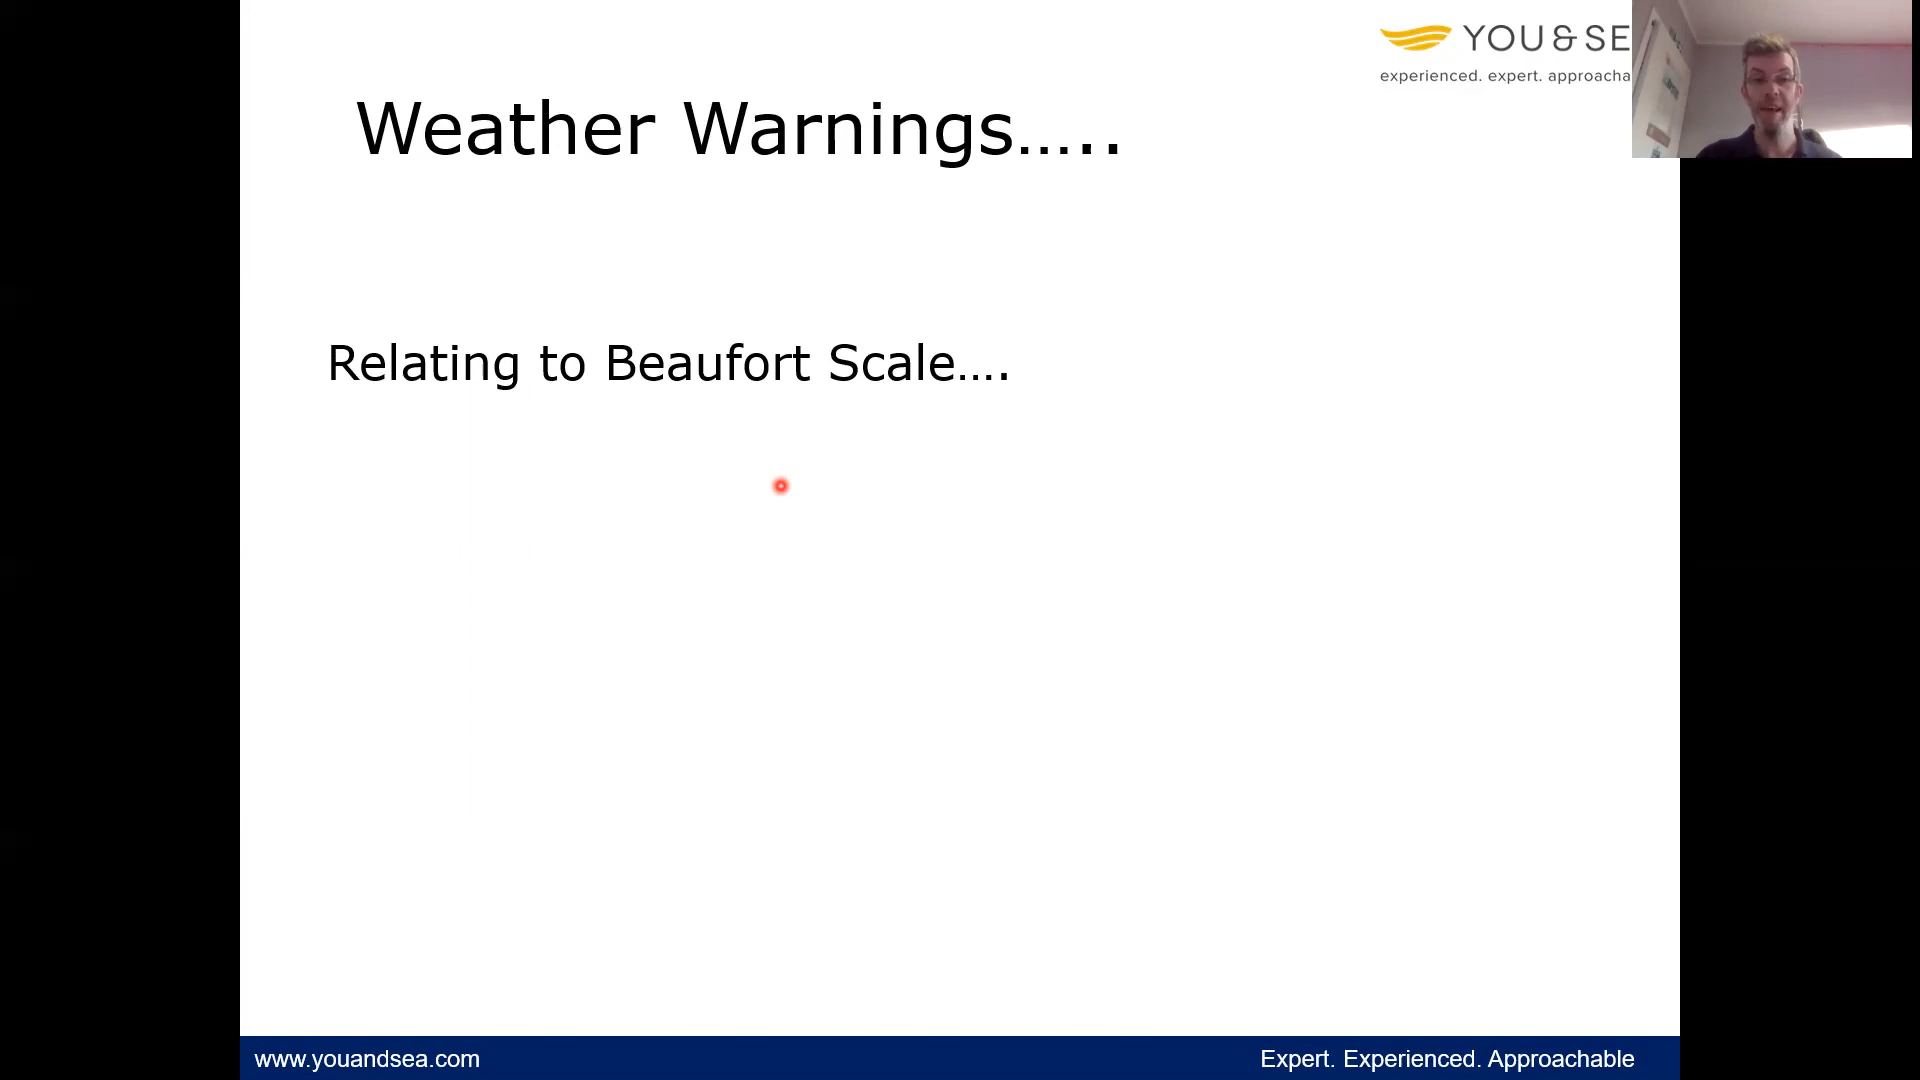 YOU & SE
experienced. expert. approacha
Weather Warnings…..
Relating to Beaufort Scale….
www.youandsea.com
Expert. Experienced. Approachable